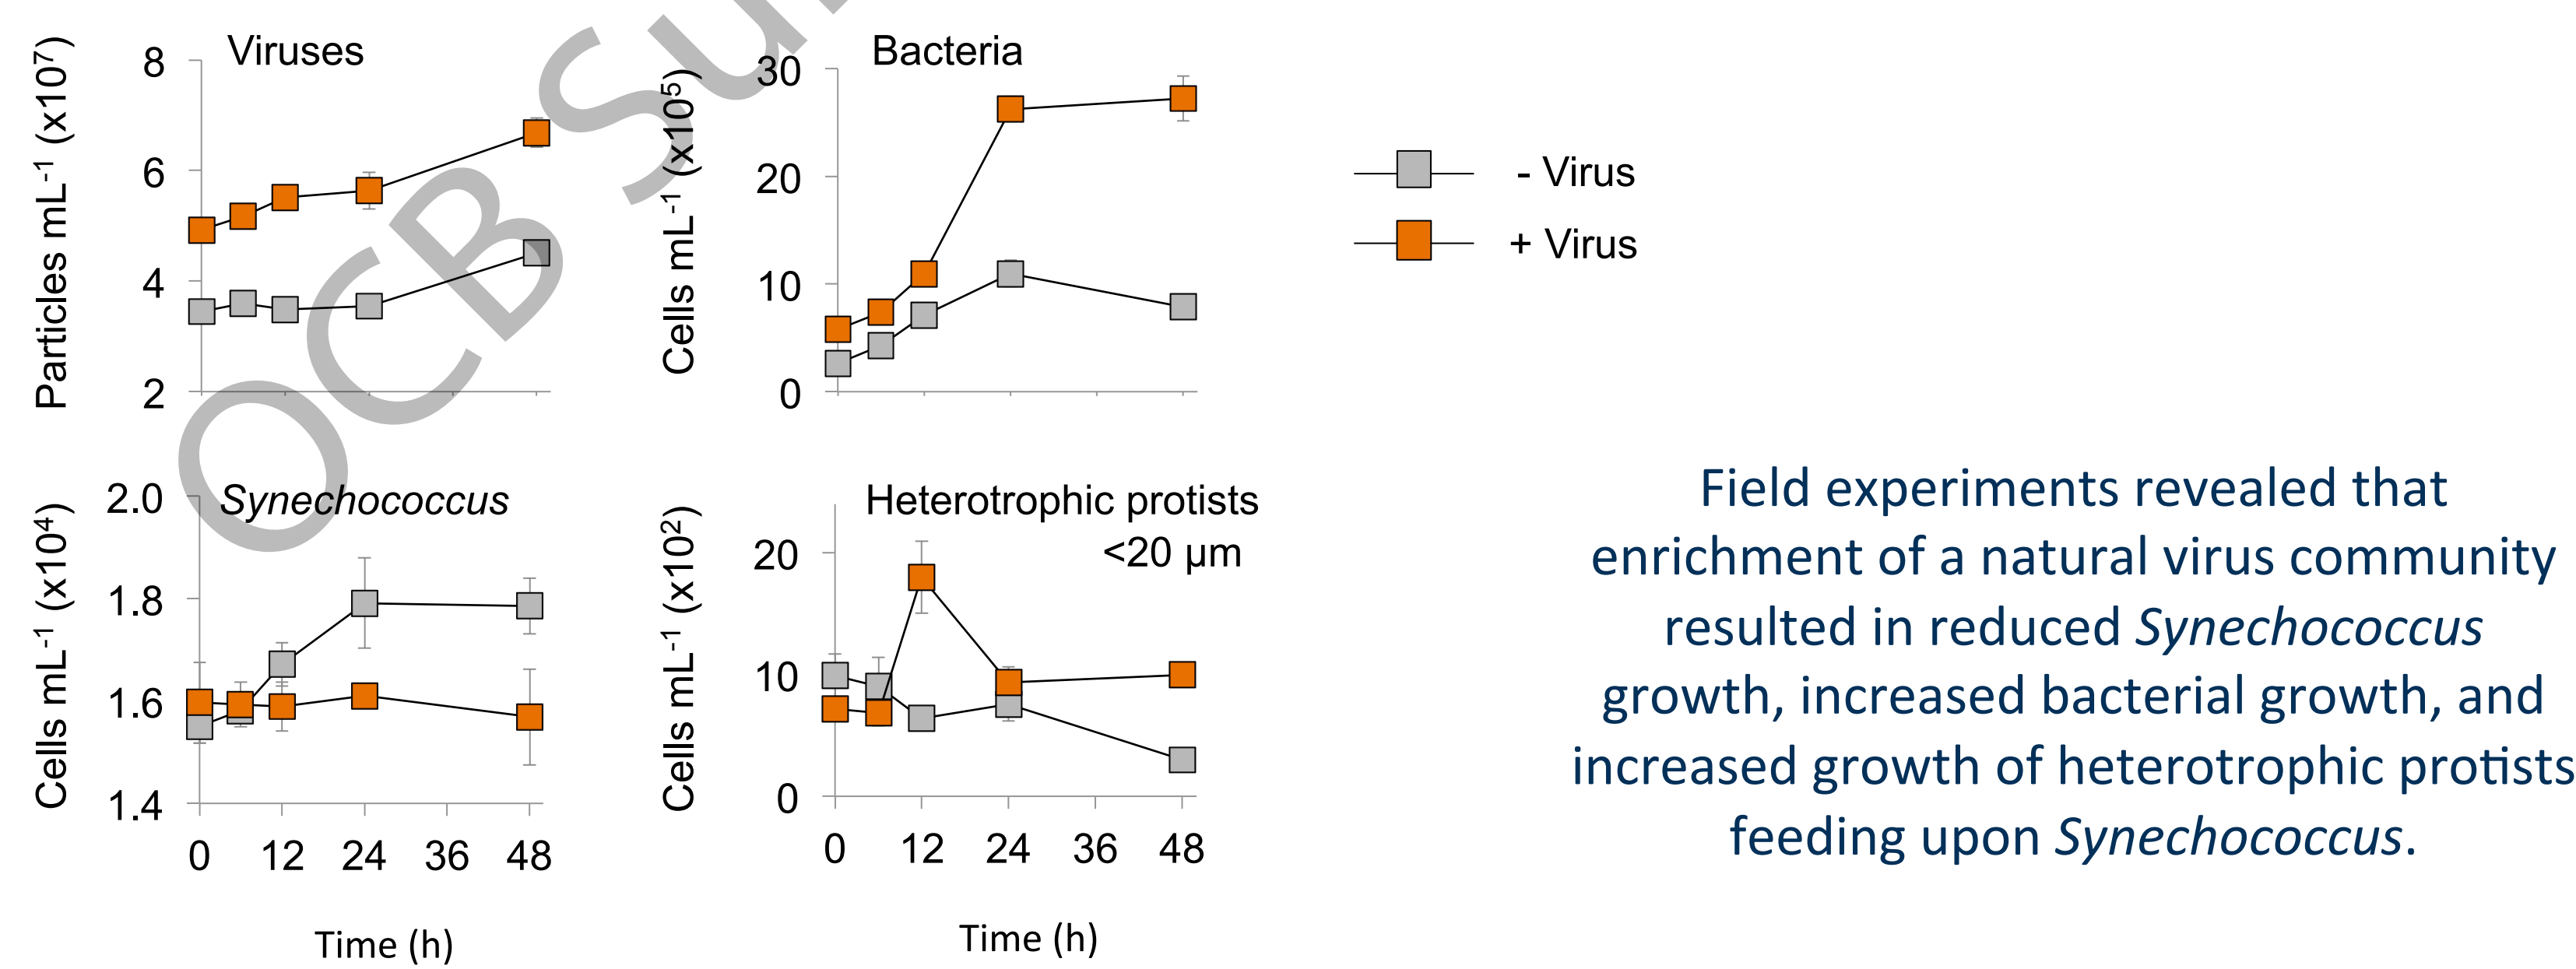 Viruses
Particles mL⁻¹ (x10⁷)
8
6
4
2
Bacteria
Cells mL⁻¹ (x10⁵)
30
20
10
0
- Virus
+ Virus
Synechococcus
Cells mL⁻¹ (x10⁴)
2.0
1.8
1.6
1.4
0 12 24 36 48
Time (h)
Heterotrophic protists
<20 µm
Cells mL⁻¹ (x10²)
20
10
0
0 12 24 36 48
Time (h)
Field experiments revealed that
enrichment of a natural virus community
resulted in reduced Synechococcus
growth, increased bacterial growth, and
increased growth of heterotrophic protists
feeding upon Synechococcus.
OCB